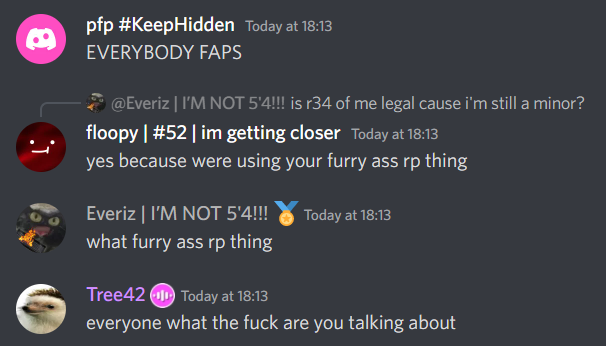 pfp #KeepHidden Today at 18:13
EVERYBODY FAPS
@Everiz | I'M NOT 5'4!!! is r34 of me legal cause i'm still a minor?
floopy | #52 | im getting closer Today at 18:13
yes because were using your furry ass rp thing
Everiz | I'M NOT 5'4!!! Today at 18:13
what furry ass rp thing
Tree42 Today at 18:13
everyone what the fuck are you talking about